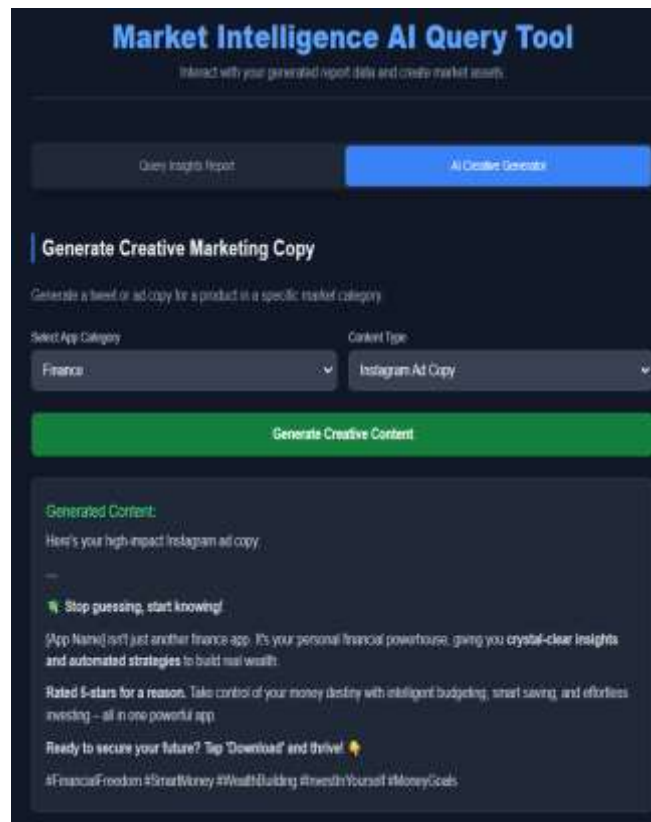 Market Intelligence AI Query Tool
Interact with your generated report data and create market assets.
Query Insights Report
AI Creative Generator
Generate Creative Marketing Copy
Generate a tweet or ad copy for a product in a specific market category.
Select App Category
Content Type
Finance
Instagram Ad Copy
Generate Creative Content
Generated Content:
Here's your high-impact Instagram ad copy:
---
💸 Stop guessing, start knowing!
[App Name] isn't just another finance app. It's your personal financial powerhouse, giving you crystal-clear insights
and automated strategies to build real wealth.
Rated 5-stars for a reason. Take control of your money destiny with intelligent budgeting, smart saving, and effortless
investing – all in one powerful app.
Ready to secure your future? Tap 'Download' and thrive! 👇
#FinancialFreedom #SmartMoney #WealthBuilding #InvestInYourself #MoneyGoals